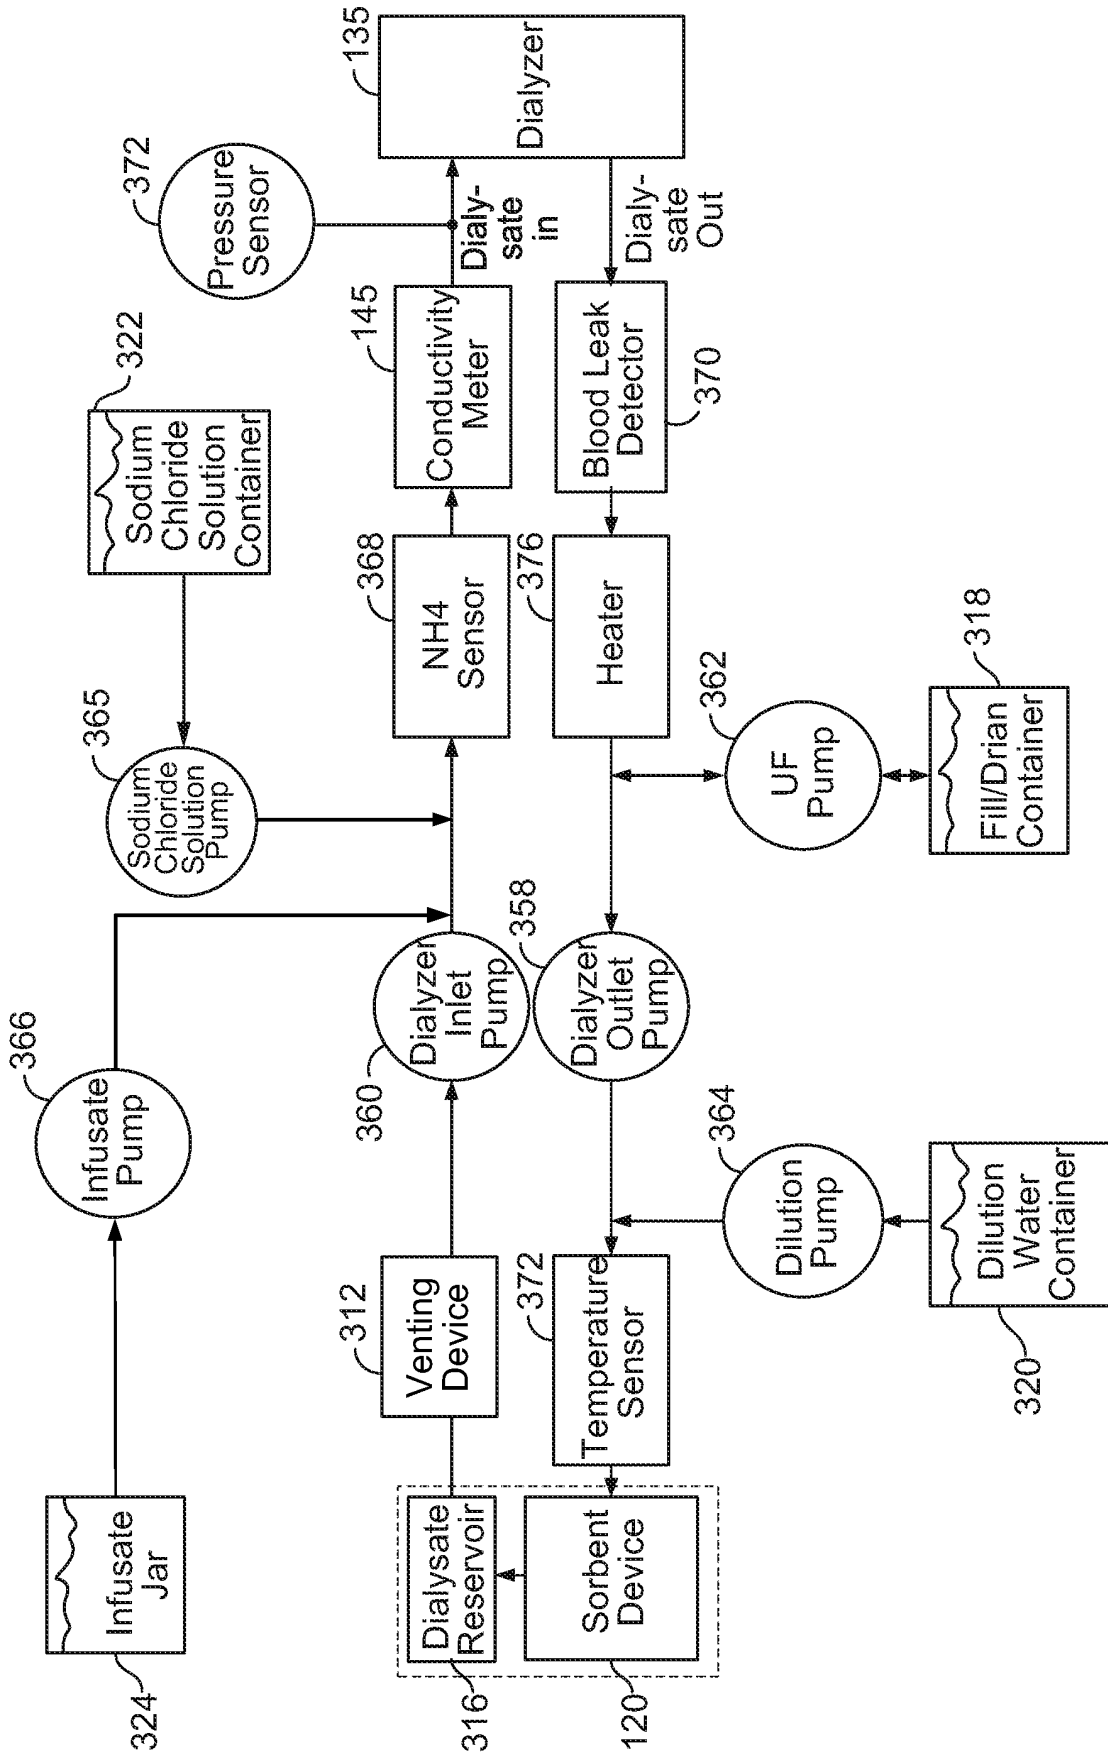 324
Infusate
Jar
366
Infusate
Pump
365
Sodium
Chloride
Solution
Pump
322
Sodium
Chloride
Solution
Container
372
Pressure
Sensor
316
Dialysate
Reservoir
312
Venting
Device
360
Dialyzer
Inlet
Pump
368
NH4
Sensor
145
Conductivity
Meter
Dialy-
sate
in
135
Dialyzer
120
Sorbent
Device
372
Temperature
Sensor
358
Dialyzer
Outlet
Pump
376
Heater
370
Blood Leak
Detector
Dialy-
sate
Out
364
Dilution
Pump
362
UF
Pump
320
Dilution
Water
Container
318
Fill/Drian
Container